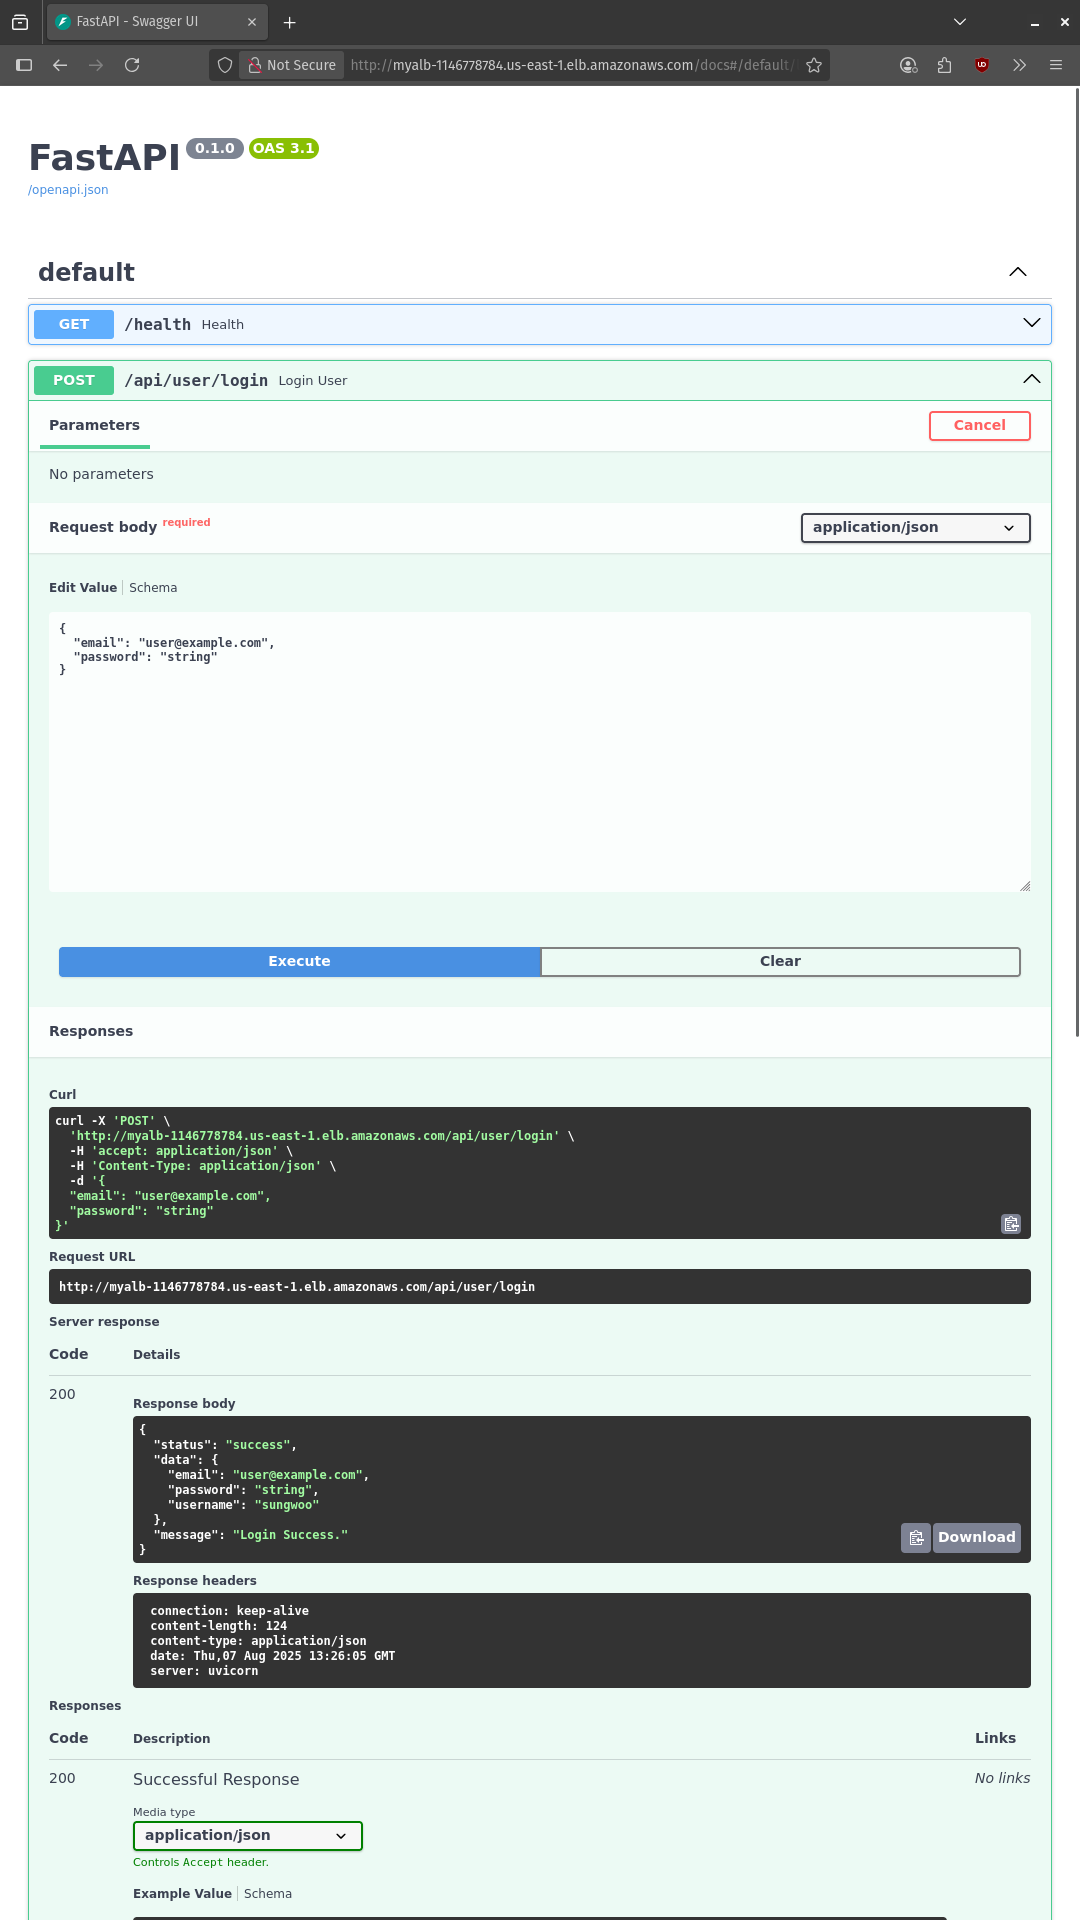 FastAPI - Swagger UI
Not Secure http://myalb-1146778784.us-east-1.elb.amazonaws.com/docs#/default/
FastAPI 0.1.0 OAS 3.1
/openapi.json
default
GET /health Health
POST /api/user/login Login User
Parameters Cancel
No parameters
Request body required application/json
Edit Value Schema
{
"email": "user@example.com",
"password": "string"
}
Execute Clear
Responses
Curl
curl -X 'POST' \
'http://myalb-1146778784.us-east-1.elb.amazonaws.com/api/user/login' \
-H 'accept: application/json' \
-H 'Content-Type: application/json' \
-d '{
"email": "user@example.com",
"password": "string"
}'
Request URL
http://myalb-1146778784.us-east-1.elb.amazonaws.com/api/user/login
Server response
Code Details
200
Response body
{
"status": "success",
"data": {
"email": "user@example.com",
"password": "string",
"username": "sungwoo"
},
"message": "Login Success."
}
Download
Response headers
connection: keep-alive
content-length: 124
content-type: application/json
date: Thu,07 Aug 2025 13:26:05 GMT
server: uvicorn
Responses
Code Description Links
200 Successful Response No links
Media type
application/json
Controls Accept header.
Example Value Schema